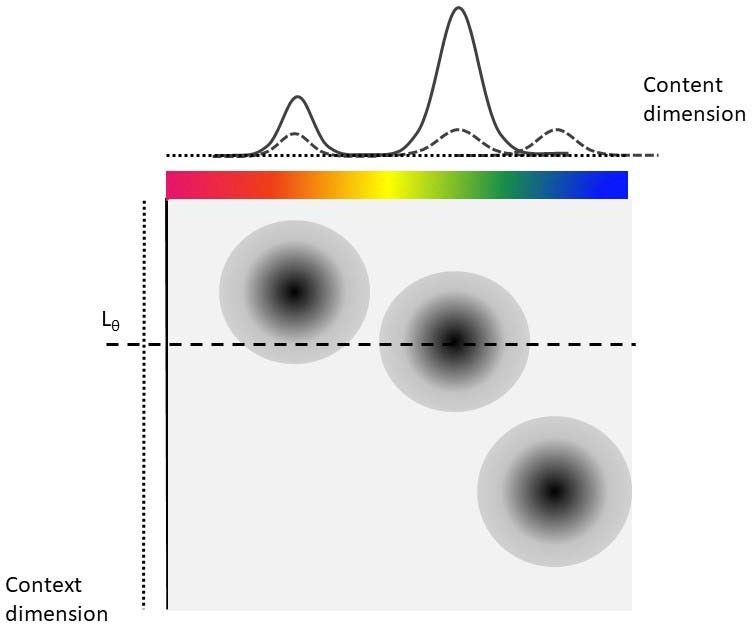 Content
dimension
Lθ
Context
dimension